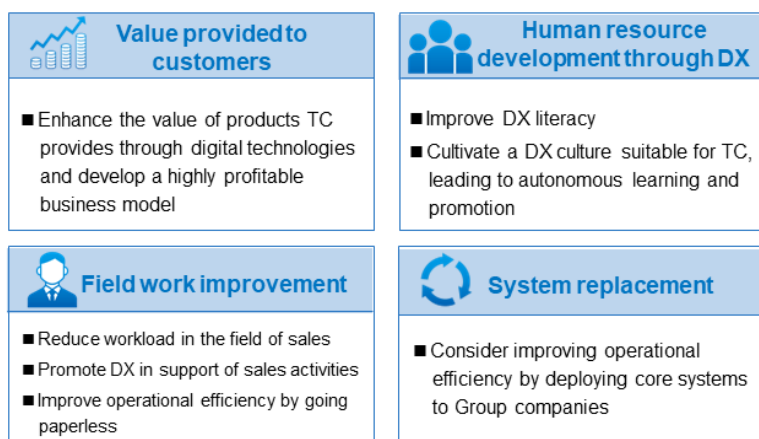 Value provided to
customers
■ Enhance the value of products TC
provides through digital technologies
and develop a highly profitable
business model
Human resource
development through DX
■ Improve DX literacy
■ Cultivate a DX culture suitable for TC,
leading to autonomous learning and
promotion
Field work improvement
■ Reduce workload in the field of sales
■ Promote DX in support of sales activities
■ Improve operational efficiency by going
paperless
System replacement
■ Consider improving operational
efficiency by deploying core systems
to Group companies